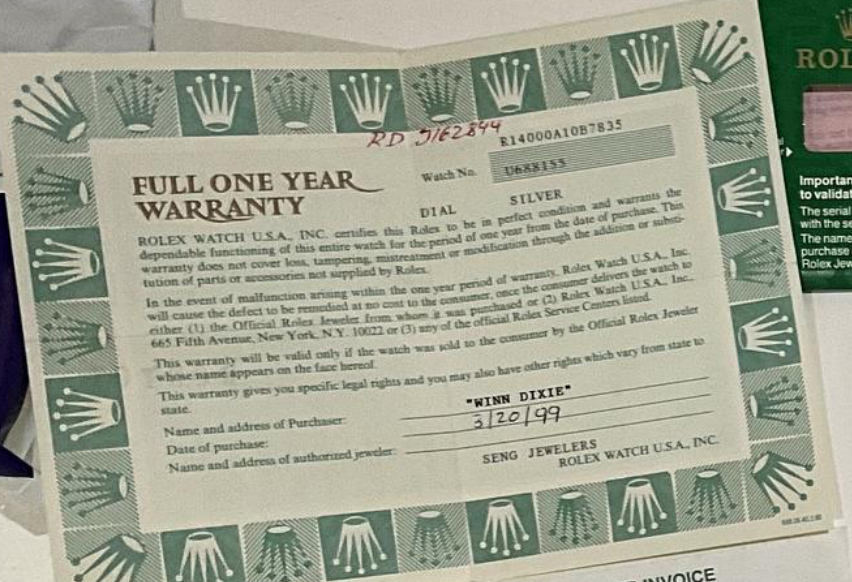 RD 5162844
R14000A10B7835
Watch No. U688155
FULL ONE YEAR
WARRANTY
DIAL SILVER
ROLEX WATCH U.S.A., INC. certifies this Rolex to be in perfect condition and warrants the
dependable functioning of this entire watch for the period of one year from the date of purchase. This
warranty does not cover loss, tampering, mistreatment or modification through the addition or substi-
tution of parts or accessories not supplied by Rolex.
In the event of malfunction arising within the one year period of warranty, Rolex Watch U.S.A., Inc.
will cause the defect to be remedied at no cost to the consumer, once the consumer delivers the watch to
either (1) the Official Rolex Jeweler from whom it was purchased or (2) Rolex Watch U.S.A., Inc.,
665 Fifth Avenue, New York, N.Y. 10022 or (3) any of the official Rolex Service Centers listed.
This warranty will be valid only if the watch was sold to the consumer by the Official Rolex Jeweler
whose name appears on the face hereof.
This warranty gives you specific legal rights and you may also have other rights which vary from state to
state.
Name and address of Purchaser: "WINN DIXIE"
Date of purchase: 3/20/99
Name and address of authorized jeweler:
SENG JEWELERS
ROLEX WATCH U.S.A., INC.
ROL
Importan
to validat
The serial
with the se
The name
purchase
Rolex Jew
INVOICE